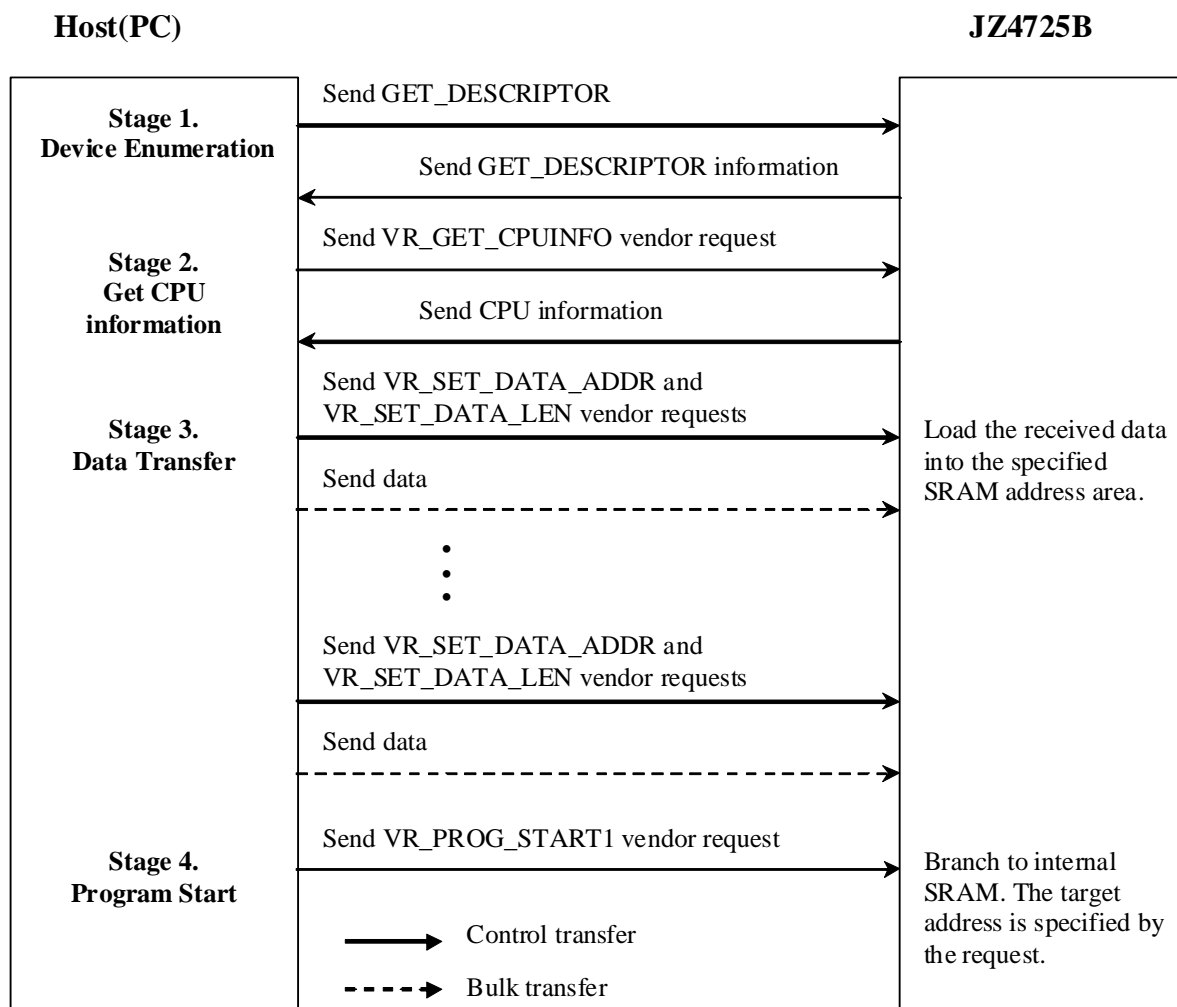 Host(PC)
JZ4725B
Stage 1.
Device Enumeration
Send GET_DESCRIPTOR
Send GET_DESCRIPTOR information
Stage 2.
Get CPU
information
Send VR_GET_CPUINFO vendor request
Send CPU information
Stage 3.
Data Transfer
Send VR_SET_DATA_ADDR and
VR_SET_DATA_LEN vendor requests
Send data
Load the received data
into the specified
SRAM address area.
Send VR_SET_DATA_ADDR and
VR_SET_DATA_LEN vendor requests
Send data
Stage 4.
Program Start
Send VR_PROG_START1 vendor request
Branch to internal
SRAM. The target
address is specified by
the request.
Control transfer
Bulk transfer